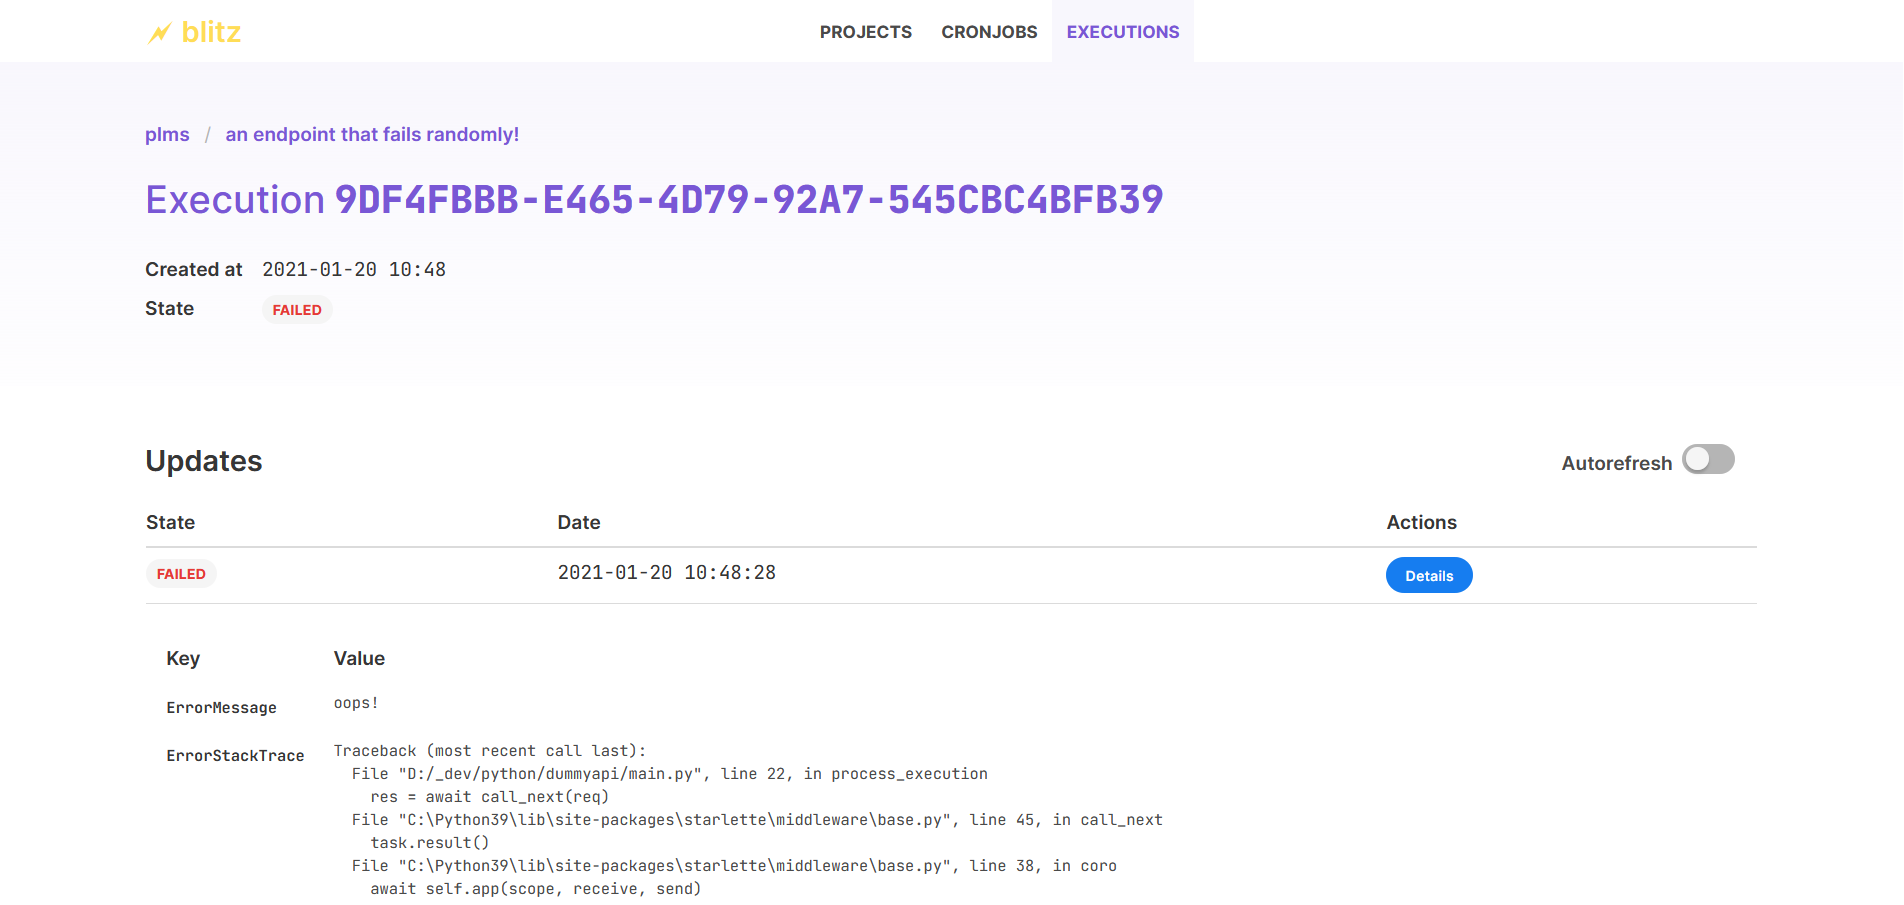 blitz
PROJECTS CRONJOBS EXECUTIONS
plms / an endpoint that fails randomly!
Execution 9DF4FBBB-E465-4D79-92A7-545CBC4BFB39
Created at 2021-01-20 10:48
State FAILED
Updates
Autorefresh
State Date Actions
FAILED 2021-01-20 10:48:28 Details
Key Value
ErrorMessage oops!
ErrorStackTrace Traceback (most recent call last):
File "D:/_dev/python/dummyapi/main.py", line 22, in process_execution
res = await call_next(req)
File "C:\Python39\lib\site-packages\starlette\middleware\base.py", line 45, in call_next
task.result()
File "C:\Python39\lib\site-packages\starlette\middleware\base.py", line 38, in coro
await self.app(scope, receive, send)